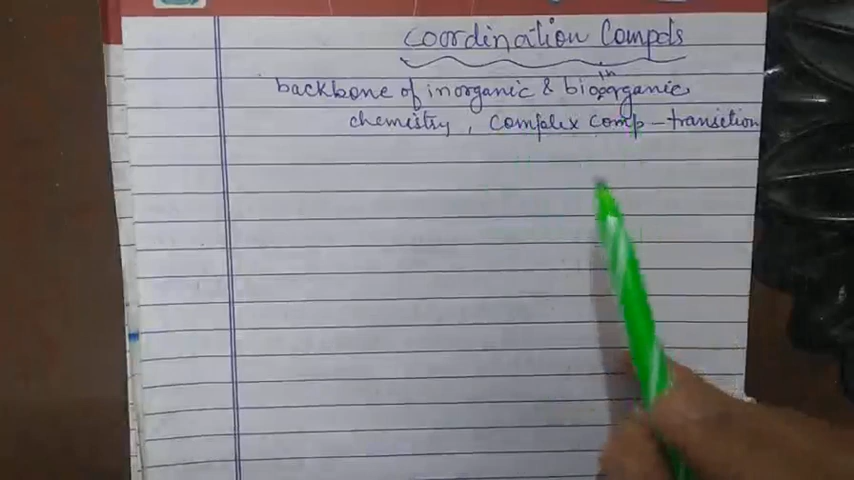 Coordination Compds
backbone of inorganic & bioinorganic
chemistry, complex comp - transition